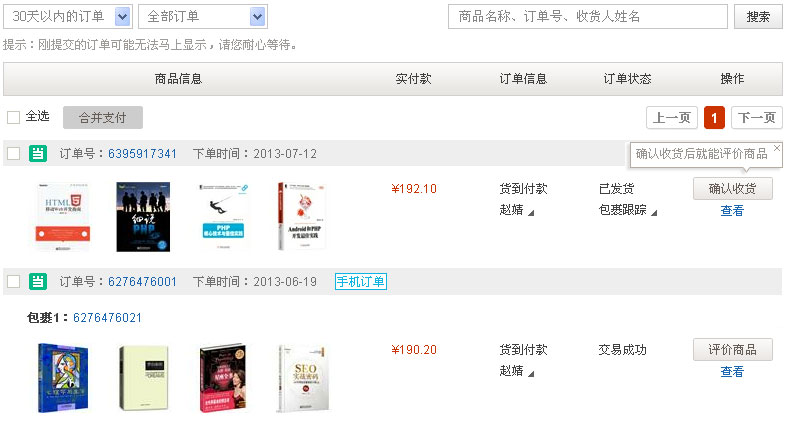 30天以内的订单 全部订单 商品名称、订单号、收货人姓名 搜索
提示：刚提交的订单可能无法马上显示，请您耐心等待。
商品信息 实付款 订单信息 订单状态 操作
全选 合并支付 上一页 1 下一页
当 订单号：6395917341 下单时间：2013-07-12 确认收货后就能评价商品
HTML 5
细说
PHP
PHP
Android和PHP
开发最佳实践
¥192.10 货到付款 已发货 确认收货
赵婧 包裹跟踪 查看
当 订单号：6276476001 下单时间：2013-06-19 手机订单
包裹1：6276476021
SEO
实战密码
¥190.20 货到付款 交易成功 评价商品
赵婧 查看